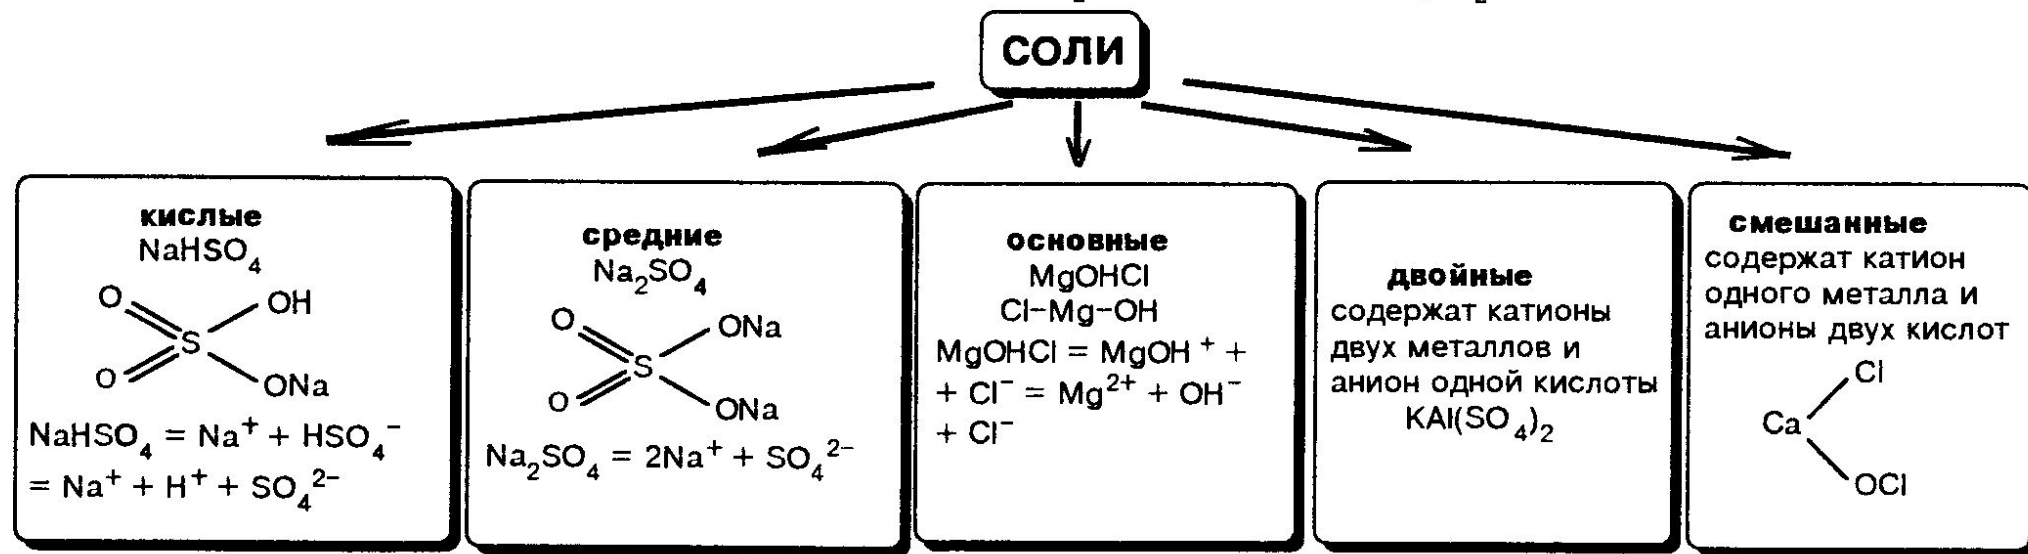 СОЛИ
кислые
NaHSO₄
O
OH
S
O
ONa
NaHSO₄ = Na⁺ + HSO₄⁻
= Na⁺ + H⁺ + SO₄²⁻
средние
Na₂SO₄
O
ONa
S
O
ONa
Na₂SO₄ = 2Na⁺ + SO₄²⁻
основные
MgOHCl
Cl–Mg–OH
MgOHCl = MgOH⁺ +
+ Cl⁻ = Mg²⁺ + OH⁻
+ Cl⁻
двойные
содержат катионы
двух металлов и
анион одной кислоты
KAl(SO₄)₂
смешанные
содержат катион
одного металла и
анионы двух кислот
Cl
Ca
OCl